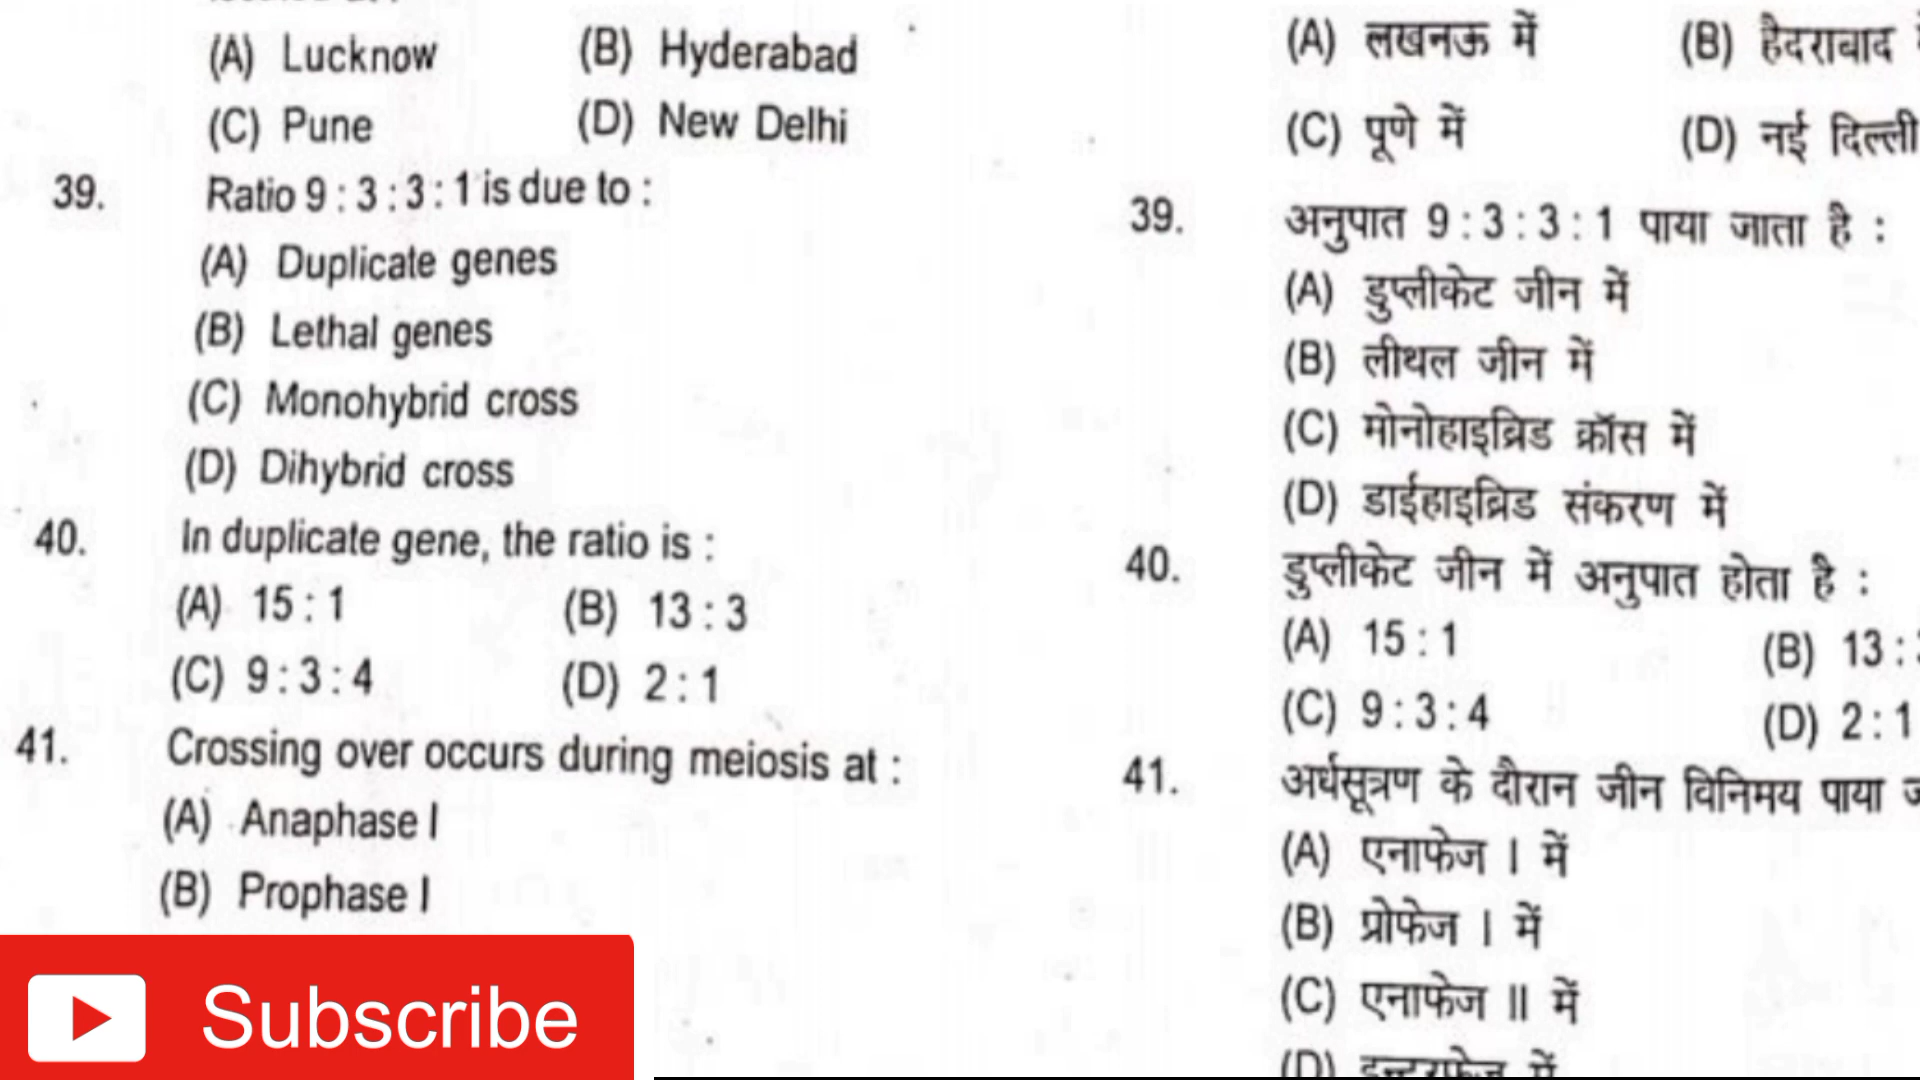 (A) Lucknow (B) Hyderabad
(C) Pune (D) New Delhi
39. Ratio 9 : 3 : 3 : 1 is due to :
(A) Duplicate genes
(B) Lethal genes
(C) Monohybrid cross
(D) Dihybrid cross
40. In duplicate gene, the ratio is :
(A) 15 : 1 (B) 13 : 3
(C) 9 : 3 : 4 (D) 2 : 1
41. Crossing over occurs during meiosis at :
(A) Anaphase I
(B) Prophase I
Subscribe
(A) लखनऊ में (B) हैदराबाद
(C) पूणे में (D) नई दिल्ली
39. अनुपात 9 : 3 : 3 : 1 पाया जाता है :
(A) डुप्लीकेट जीन में
(B) लीथल जीन में
(C) मोनोहाइब्रिड क्रॉस में
(D) डाईहाइब्रिड संकरण में
40. डुप्लीकेट जीन में अनुपात होता है :
(A) 15 : 1 (B) 13 :
(C) 9 : 3 : 4 (D) 2 : 1
41. अर्धसूत्रण के दौरान जीन विनिमय पाया
(A) एनाफेज I में
(B) प्रोफेज I में
(C) एनाफेज II में